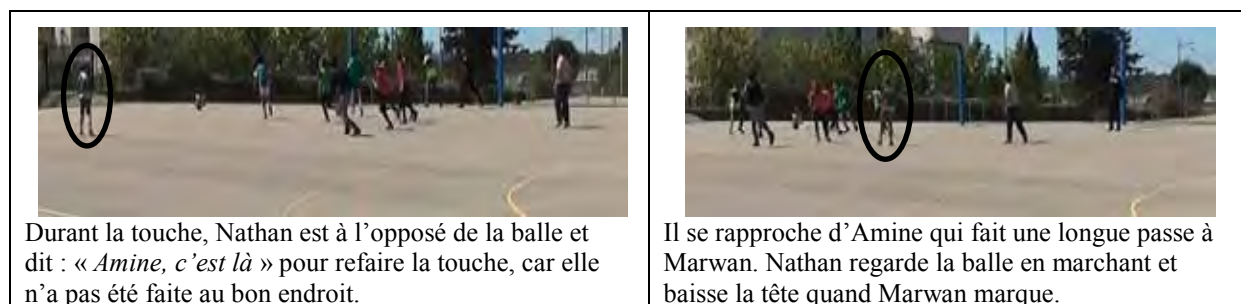 Durant la touche, Nathan est à l’opposé de la balle et
dit : « Amine, c’est là » pour refaire la touche, car elle
n’a pas été faite au bon endroit.
Il se rapproche d’Amine qui fait une longue passe à
Marwan. Nathan regarde la balle en marchant et
baisse la tête quand Marwan marque.